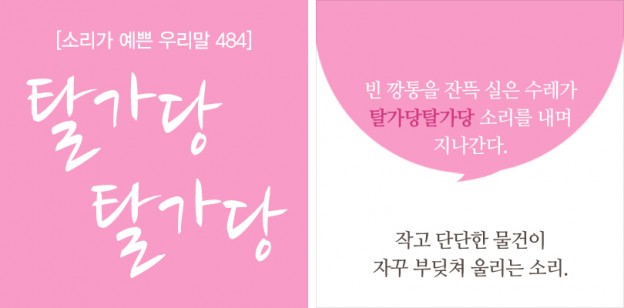 [소리가 예쁜 우리말 484]
탈가당
탈가당
빈 깡통을 잔뜩 실은 수레가
탈가당탈가당 소리를 내며
지나간다.
작고 단단한 물건이
자꾸 부딪쳐 울리는 소리.